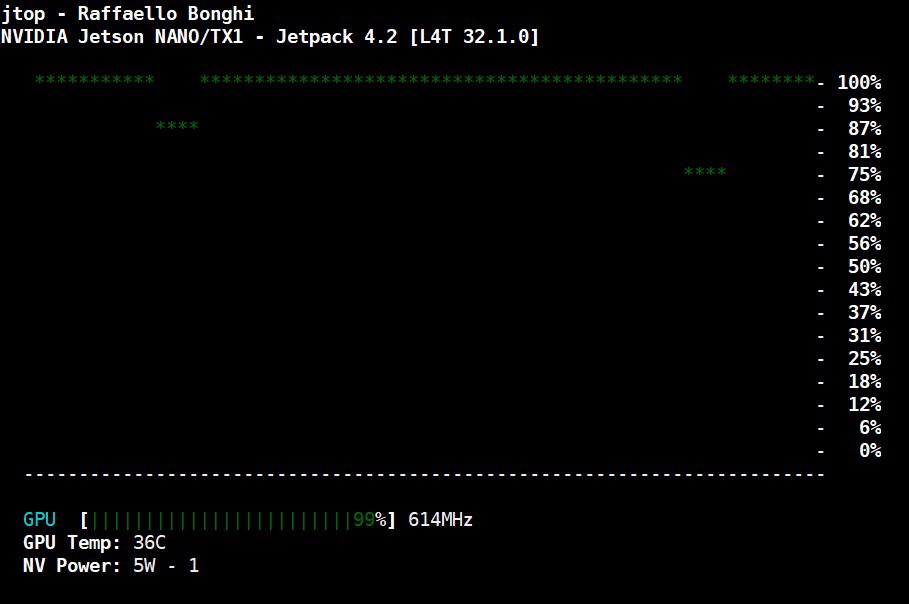 jtop - Raffaello Bonghi
NVIDIA Jetson NANO/TX1 - Jetpack 4.2 [L4T 32.1.0]
*********** ******************************************** ********- 100%
- 93%
**** - 87%
- 81%
**** - 75%
- 68%
- 62%
- 56%
- 50%
- 43%
- 37%
- 31%
- 25%
- 18%
- 12%
- 6%
- 0%
-------------------------------------------------------------------------
GPU [||||||||||||||||||||||||99%] 614MHz
GPU Temp: 36C
NV Power: 5W - 1